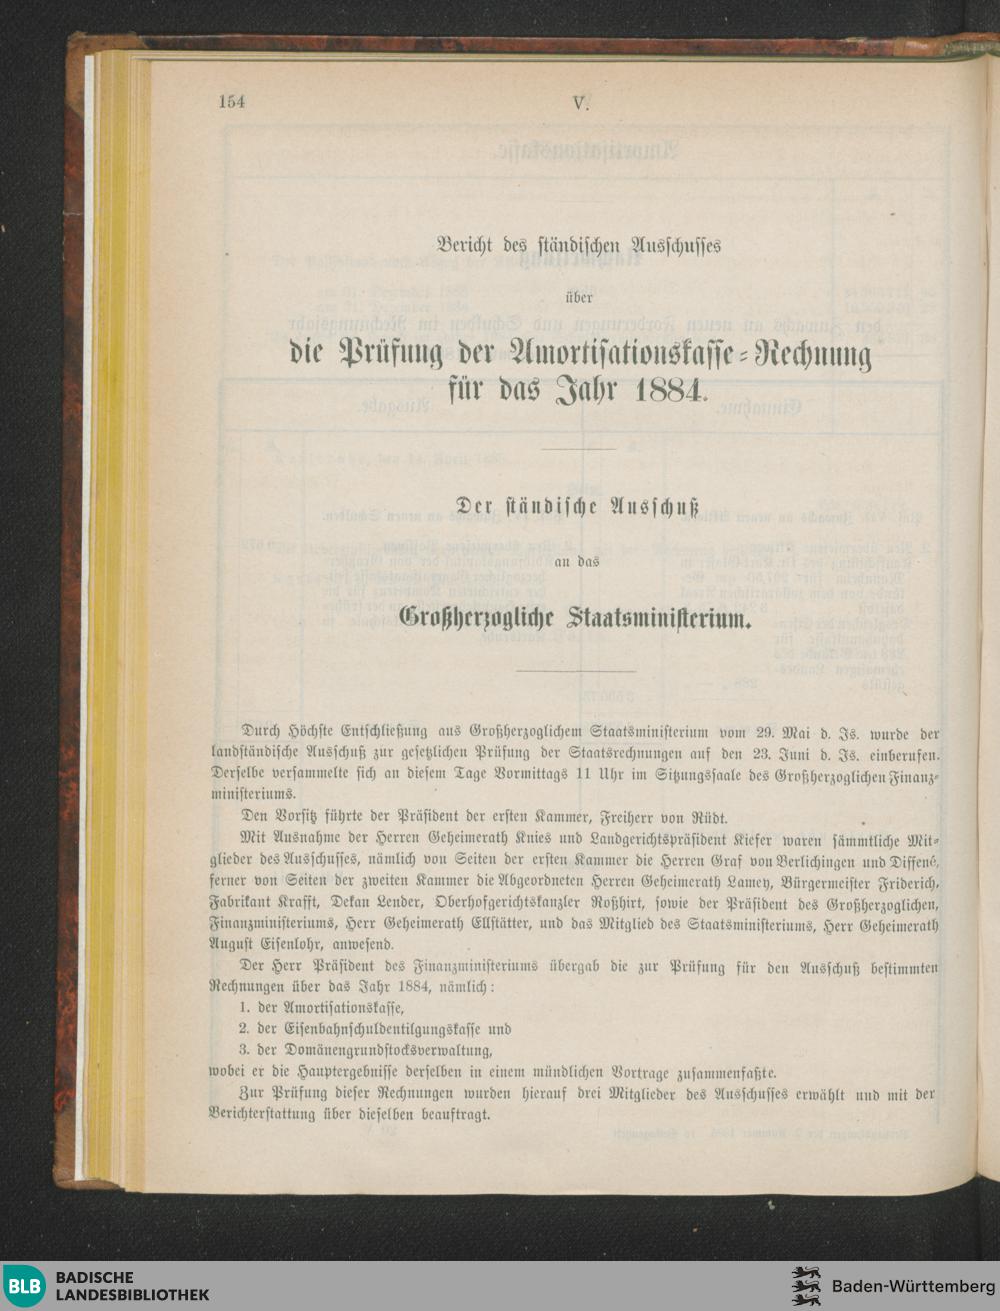 154
V.
Bericht des ständischen Ausschusses
über
die Prüfung der Amortisationskasse-Rechnung
für das Jahr 1884.
Der ständische Ausschuß
an das
Großherzogliche Staatsministerium.
Durch Höchste Entschließung aus Großherzoglichem Staatsministerium vom 29. Mai d. Js. wurde der
landständische Ausschuß zur gesetzlichen Prüfung der Staatsrechnungen auf den 23. Juni d. Js. einberufen.
Derselbe versammelte sich an diesem Tage Vormittags 11 Uhr im Sitzungssaale des Großherzoglichen Finanz-
ministeriums.
Den Vorsitz führte der Präsident der ersten Kammer, Freiherr von Rüdt.
Mit Ausnahme der Herren Geheimerath Knies und Landgerichtspräsident Kiefer waren sämmtliche Mit-
glieder des Ausschusses, nämlich von Seiten der ersten Kammer die Herren Graf von Berlichingen und Diffené,
ferner von Seiten der zweiten Kammer die Abgeordneten Herren Geheimerath Lamey, Bürgermeister Friderich,
Fabrikant Krafft, Dekan Lender, Oberhofgerichtskanzler Roßhirt, sowie der Präsident des Großherzoglichen,
Finanzministeriums, Herr Geheimerath Ellstätter, und das Mitglied des Staatsministeriums, Herr Geheimerath
August Eisenlohr, anwesend.
Der Herr Präsident des Finanzministeriums übergab die zur Prüfung für den Ausschuß bestimmten
Rechnungen über das Jahr 1884, nämlich:
1. der Amortisationskasse,
2. der Eisenbahnschuldentilgungskasse und
3. der Domänengrundstocksverwaltung,
wobei er die Hauptergebnisse derselben in einem mündlichen Vortrage zusammenfaßte.
Zur Prüfung dieser Rechnungen wurden hierauf drei Mitglieder des Ausschusses erwählt und mit der
Berichterstattung über dieselben beauftragt.
BLB
BADISCHE
LANDESBIBLIOTHEK
Baden-Württemberg